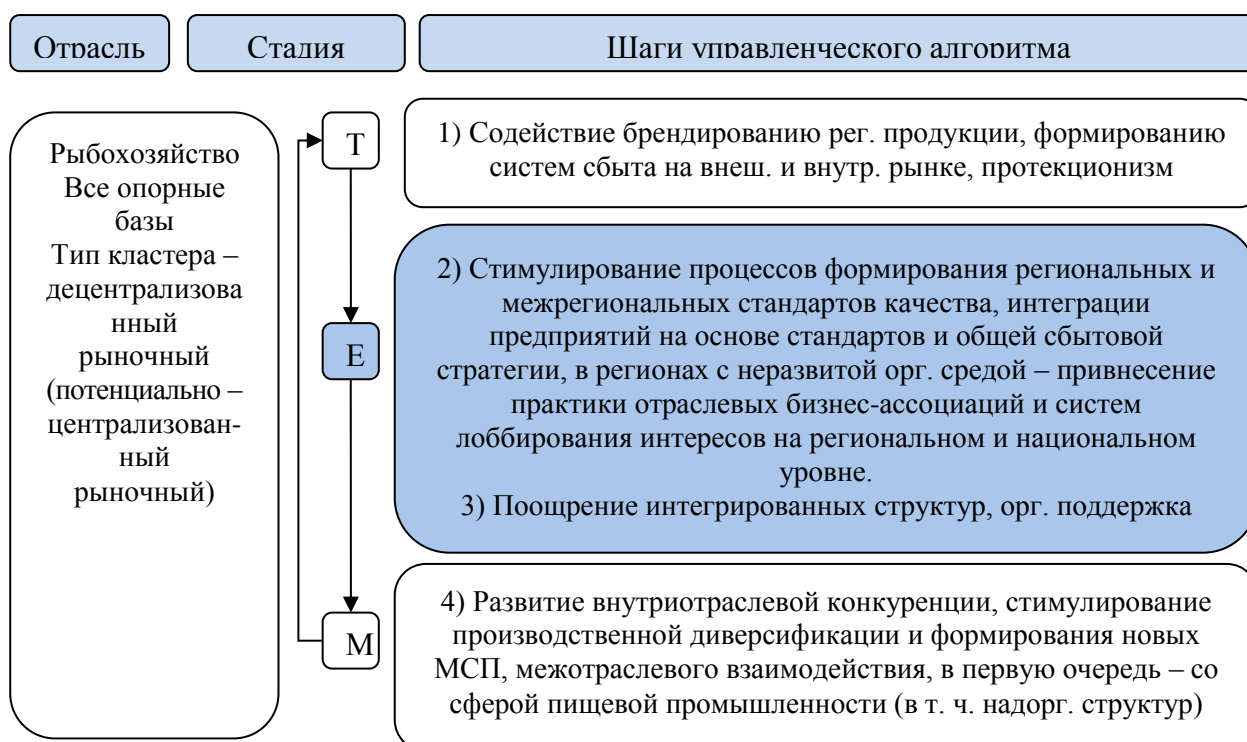 Отрасль
Стадия
Шаги управленческого алгоритма
Рыбохозяйство
Все опорные
базы
Тип кластера –
децентрализова
нный
рыночный
(потенциально –
централизован-
ный
рыночный)
Т
1) Содействие брендированию рег. продукции, формированию
систем сбыта на внеш. и внутр. рынке, протекционизм
Е
2) Стимулирование процессов формирования региональных и
межрегиональных стандартов качества, интеграции
предприятий на основе стандартов и общей сбытовой
стратегии, в регионах с неразвитой орг. средой – привнесение
практики отраслевых бизнес-ассоциаций и систем
лоббирования интересов на региональном и национальном
уровне.
3) Поощрение интегрированных структур, орг. поддержка
М
4) Развитие внутриотраслевой конкуренции, стимулирование
производственной диверсификации и формирования новых
МСП, межотраслевого взаимодействия, в первую очередь – со
сферой пищевой промышленности (в т. ч. надорг. структур)